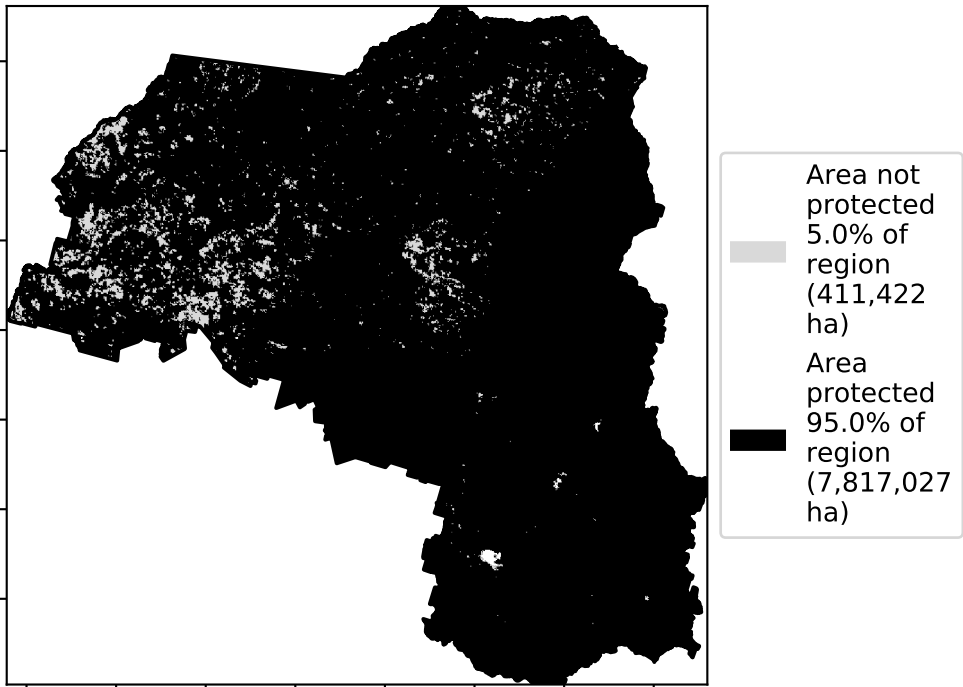 Area not
protected
5.0% of
region
(411,422
ha)
Area
protected
95.0% of
region
(7,817,027
ha)